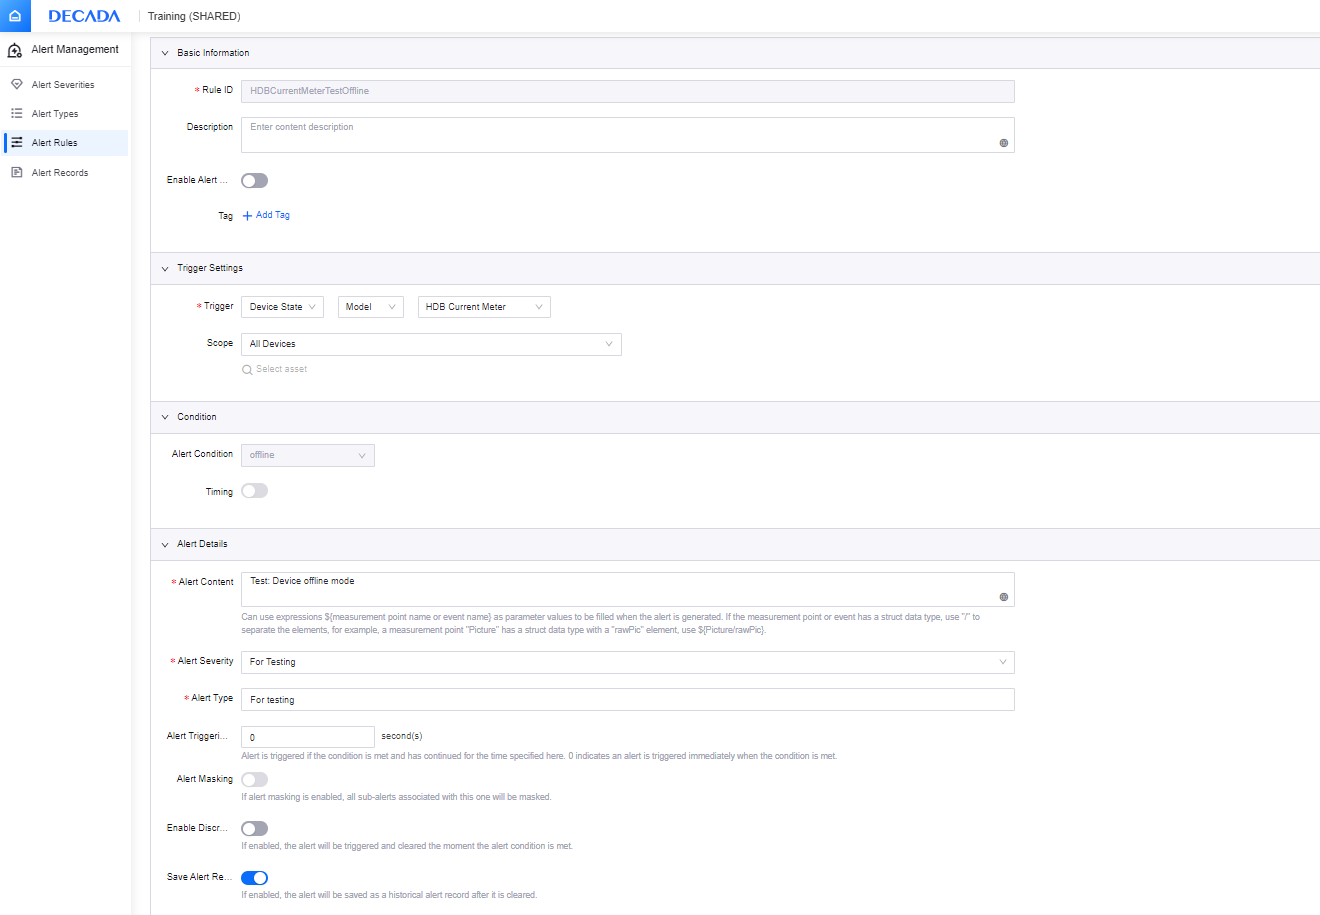 DECADA
Training (SHARED)
Alert Management
Alert Severities
Alert Types
Alert Rules
Alert Records
Basic Information
* Rule ID HDBCurrentMeterTestOffline
Description Enter content description
Enable Alert ...
Tag + Add Tag
Trigger Settings
* Trigger Device State Model HDB Current Meter
Scope All Devices
Select asset
Condition
Alert Condition offline
Timing
Alert Details
* Alert Content Test: Device offline mode
Can use expressions ${measurement point name or event name} as parameter values to be filled when the alert is generated. If the measurement point or event has a struct data type, use "/" to
separate the elements, for example, a measurement point "Picture" has a struct data type with a "rawPic" element, use ${Picture/rawPic}.
* Alert Severity For Testing
* Alert Type For testing
Alert Triggeri... 0 second(s)
Alert is triggered if the condition is met and has continued for the time specified here. 0 indicates an alert is triggered immediately when the condition is met.
Alert Masking
If alert masking is enabled, all sub-alerts associated with this one will be masked.
Enable Discr...
If enabled, the alert will be triggered and cleared the moment the alert condition is met.
Save Alert Re...
If enabled, the alert will be saved as a historical alert record after it is cleared.